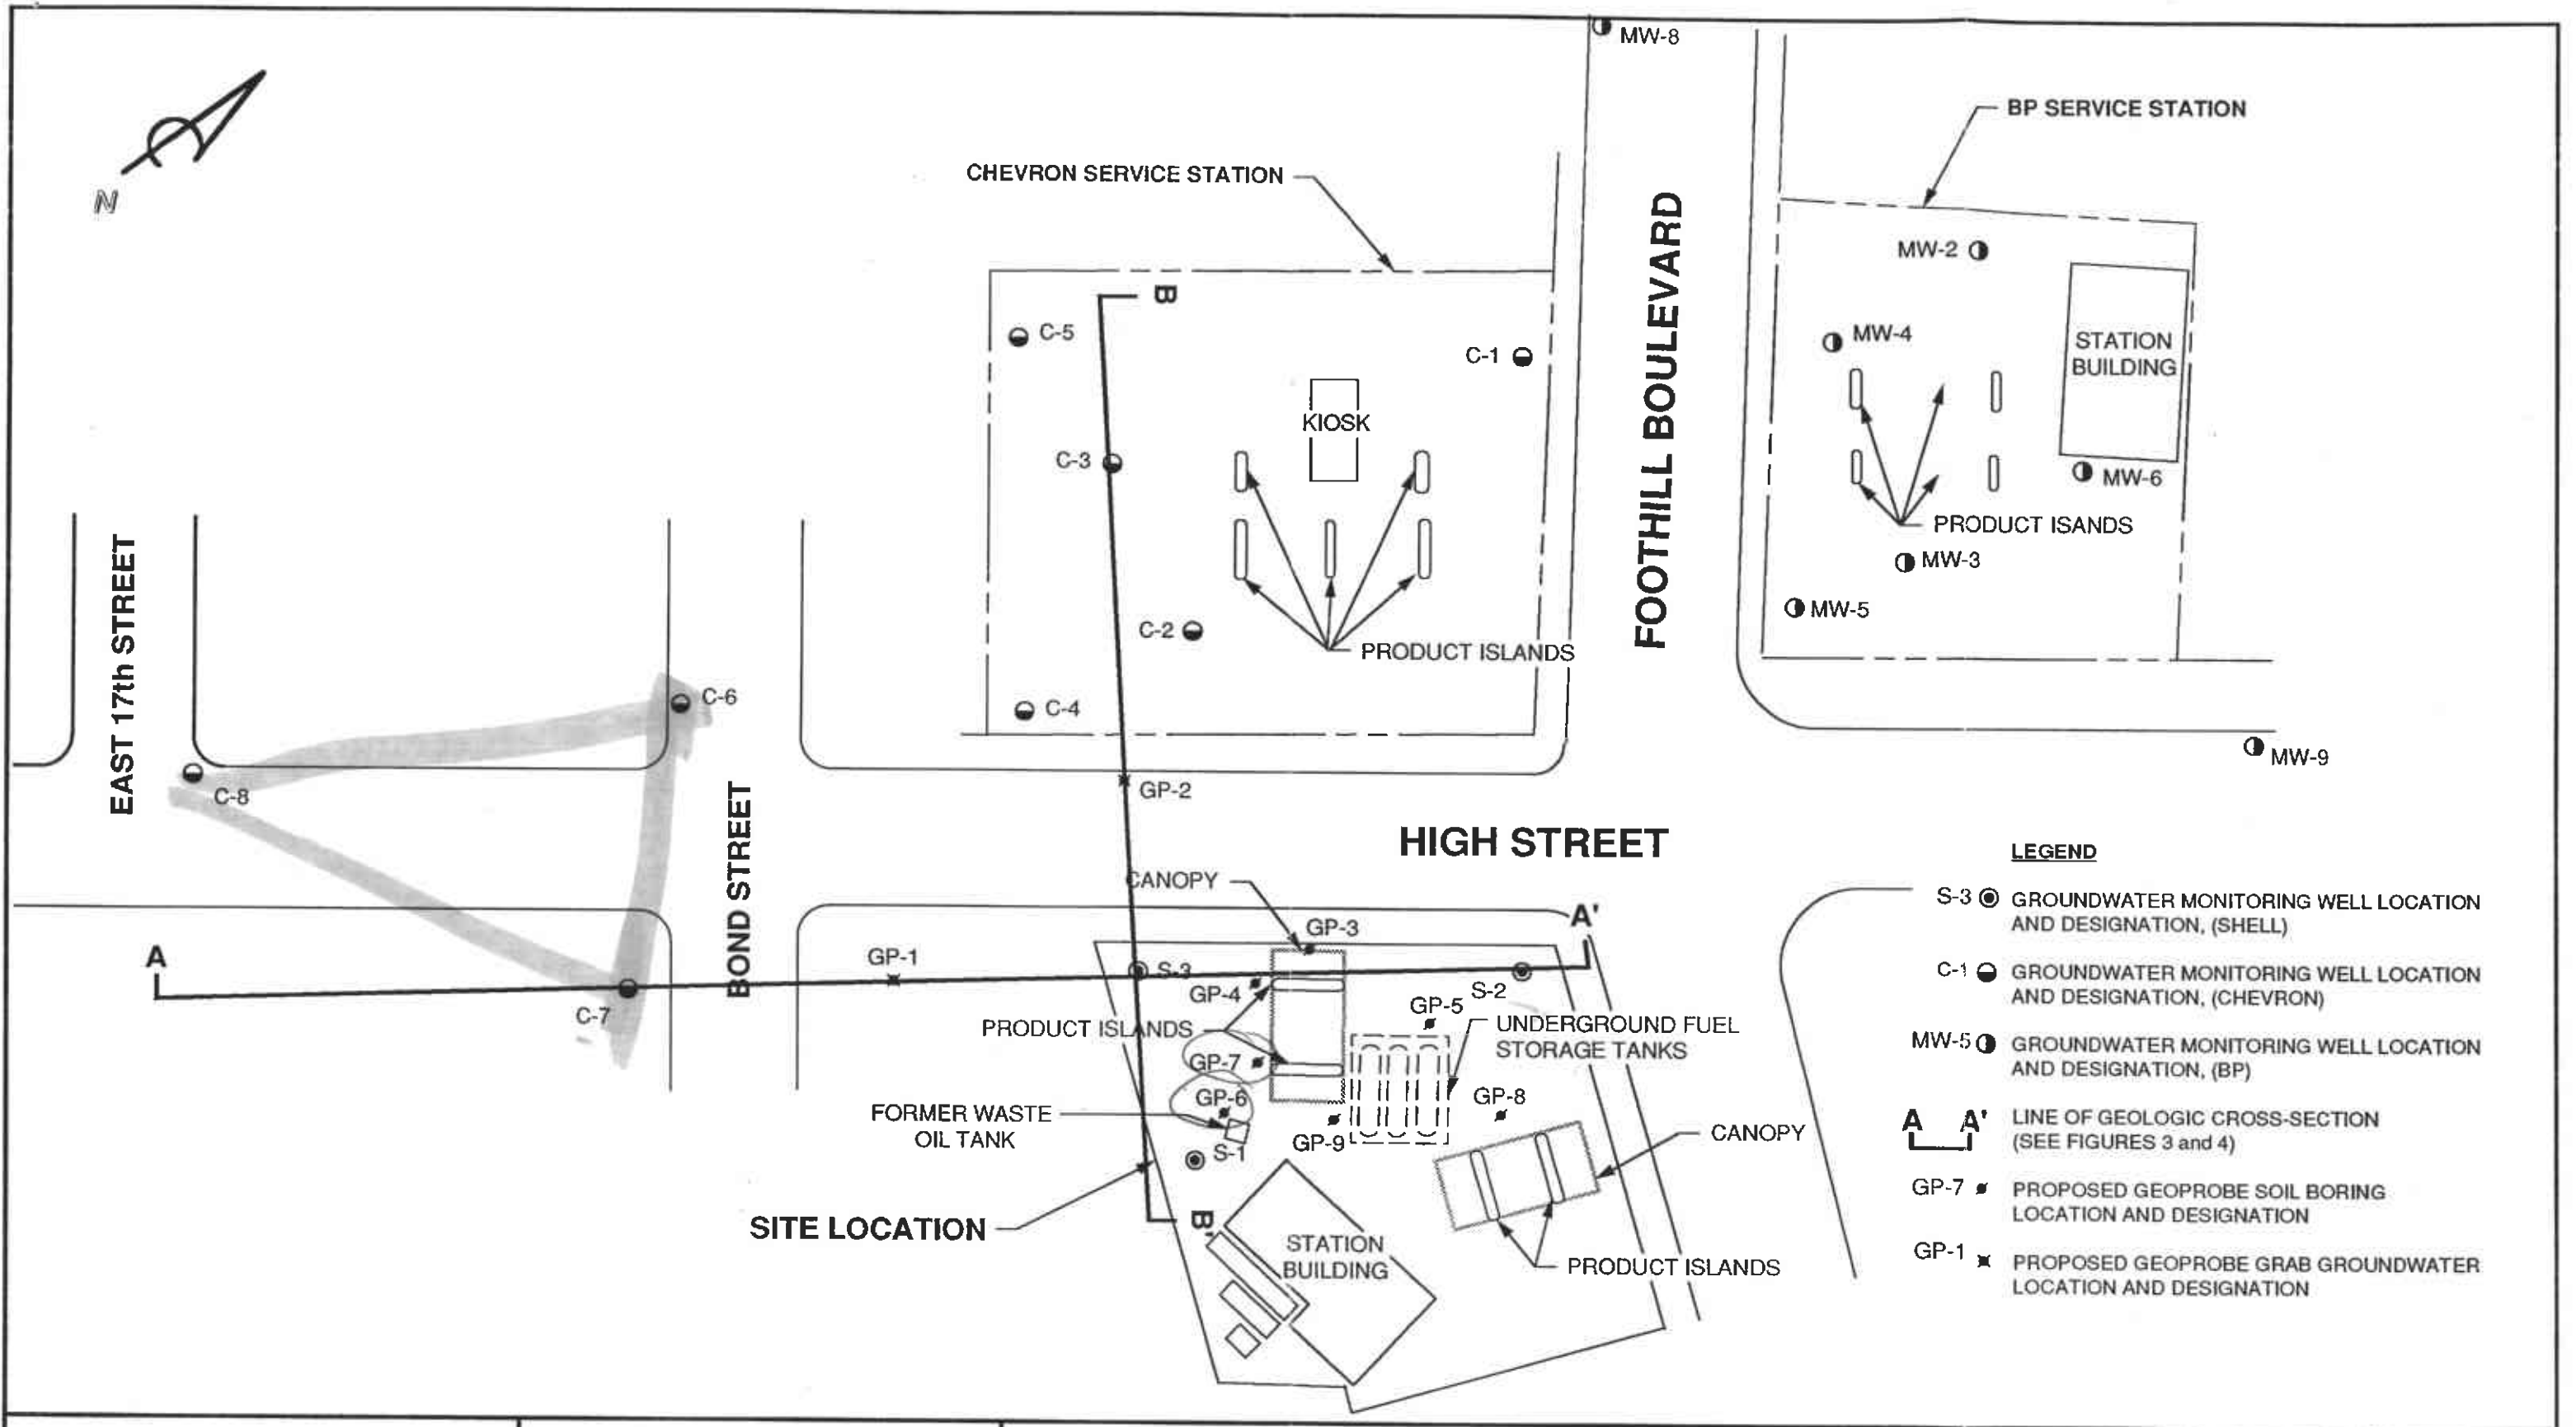 MW-8
BP SERVICE STATION
CHEVRON SERVICE STATION
N
FOOTHILL BOULEVARD
MW-2
B
C-5
C-1
MW-4
STATION
BUILDING
KIOSK
C-3
MW-6
PRODUCT ISANDS
MW-3
EAST 17th STREET
MW-5
C-2
PRODUCT ISLANDS
C-6
C-4
MW-9
C-8
GP-2
BOND STREET
HIGH STREET
CANOPY
A'
GP-3
A
GP-1
S-3
GP-4
S-2
GP-5
C-7
PRODUCT ISLANDS
UNDERGROUND FUEL
STORAGE TANKS
GP-7
GP-6
GP-8
FORMER WASTE
OIL TANK
GP-9
CANOPY
S-1
SITE LOCATION
B'
STATION
BUILDING
PRODUCT ISLANDS
LEGEND
S-3 GROUNDWATER MONITORING WELL LOCATION
AND DESIGNATION, (SHELL)
C-1 GROUNDWATER MONITORING WELL LOCATION
AND DESIGNATION, (CHEVRON)
MW-5 GROUNDWATER MONITORING WELL LOCATION
AND DESIGNATION, (BP)
A A' LINE OF GEOLOGIC CROSS-SECTION
(SEE FIGURES 3 and 4)
GP-7 PROPOSED GEOPROBE SOIL BORING
LOCATION AND DESIGNATION
GP-1 PROPOSED GEOPROBE GRAB GROUNDWATER
LOCATION AND DESIGNATION